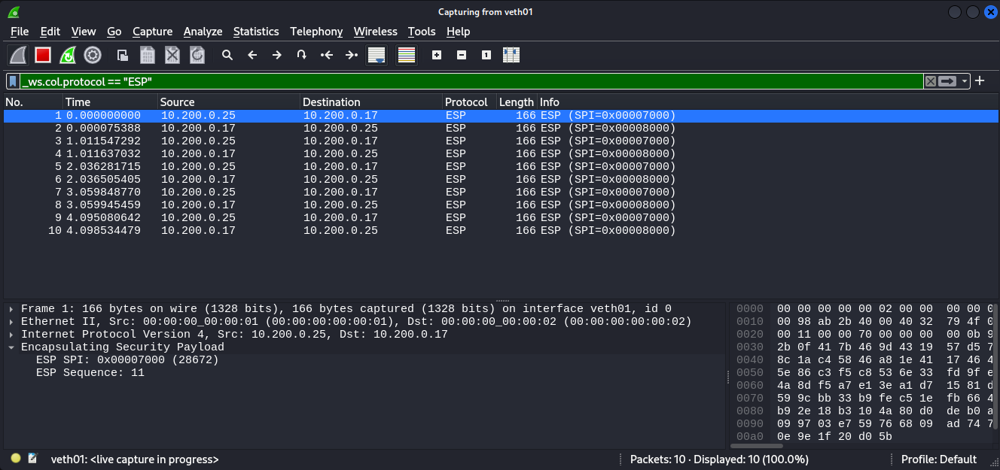 Capturing from veth01
File Edit View Go Capture Analyze Statistics Telephony Wireless Tools Help
_ws.col.protocol == "ESP"
No. Time Source Destination Protocol Length Info
1 0.000000000 10.200.0.25 10.200.0.17 ESP 166 ESP (SPI=0x00007000)
2 0.000075388 10.200.0.17 10.200.0.25 ESP 166 ESP (SPI=0x00008000)
3 1.011547292 10.200.0.25 10.200.0.17 ESP 166 ESP (SPI=0x00007000)
4 1.011637032 10.200.0.17 10.200.0.25 ESP 166 ESP (SPI=0x00008000)
5 2.036281715 10.200.0.25 10.200.0.17 ESP 166 ESP (SPI=0x00007000)
6 2.036505405 10.200.0.17 10.200.0.25 ESP 166 ESP (SPI=0x00008000)
7 3.059848770 10.200.0.25 10.200.0.17 ESP 166 ESP (SPI=0x00007000)
8 3.059945459 10.200.0.17 10.200.0.25 ESP 166 ESP (SPI=0x00008000)
9 4.095080642 10.200.0.25 10.200.0.17 ESP 166 ESP (SPI=0x00007000)
10 4.098534479 10.200.0.17 10.200.0.25 ESP 166 ESP (SPI=0x00008000)
Frame 1: 166 bytes on wire (1328 bits), 166 bytes captured (1328 bits) on interface veth01, id 0
Ethernet II, Src: 00:00:00_00:00:01 (00:00:00:00:00:01), Dst: 00:00:00_00:00:02 (00:00:00:00:00:02)
Internet Protocol Version 4, Src: 10.200.0.25, Dst: 10.200.0.17
Encapsulating Security Payload
ESP SPI: 0x00007000 (28672)
ESP Sequence: 11
0000 00 00 00 00 00 02 00 00 00 00 0
0010 00 98 ab 2b 40 00 40 32 79 4f 0
0020 00 11 00 00 70 00 00 00 00 0b 9
0030 2b 0f 41 7b 46 9d 43 19 57 d5 7
0040 8c 1a c4 58 46 a8 1e 41 17 46 4
0050 5e 86 c3 f5 c8 53 6e 33 fd 9f e
0060 4a 8d f5 a7 e1 3e a1 d7 15 81 d
0070 59 9c bb 33 b9 fe c5 1e fb 66 4
0080 b9 2e 18 b3 10 4a 80 d0 de b0 a
0090 09 97 03 e7 59 76 68 09 ad 74 7
00a0 0e 9e 1f 20 d0 5b
veth01: <live capture in progress> Packets: 10 · Displayed: 10 (100.0%) Profile: Default